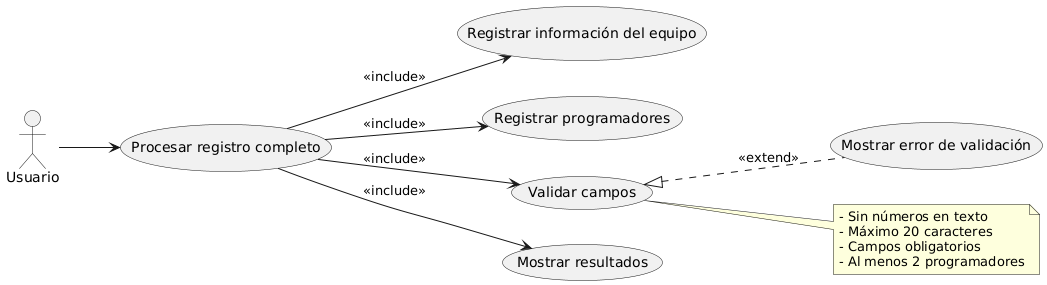 Registrar información del equipo
«include»
Registrar programadores
«include»
Usuario
Procesar registro completo
«include»
Validar campos
«extend»
Mostrar error de validación
«include»
Mostrar resultados
- Sin números en texto
- Máximo 20 caracteres
- Campos obligatorios
- Al menos 2 programadores